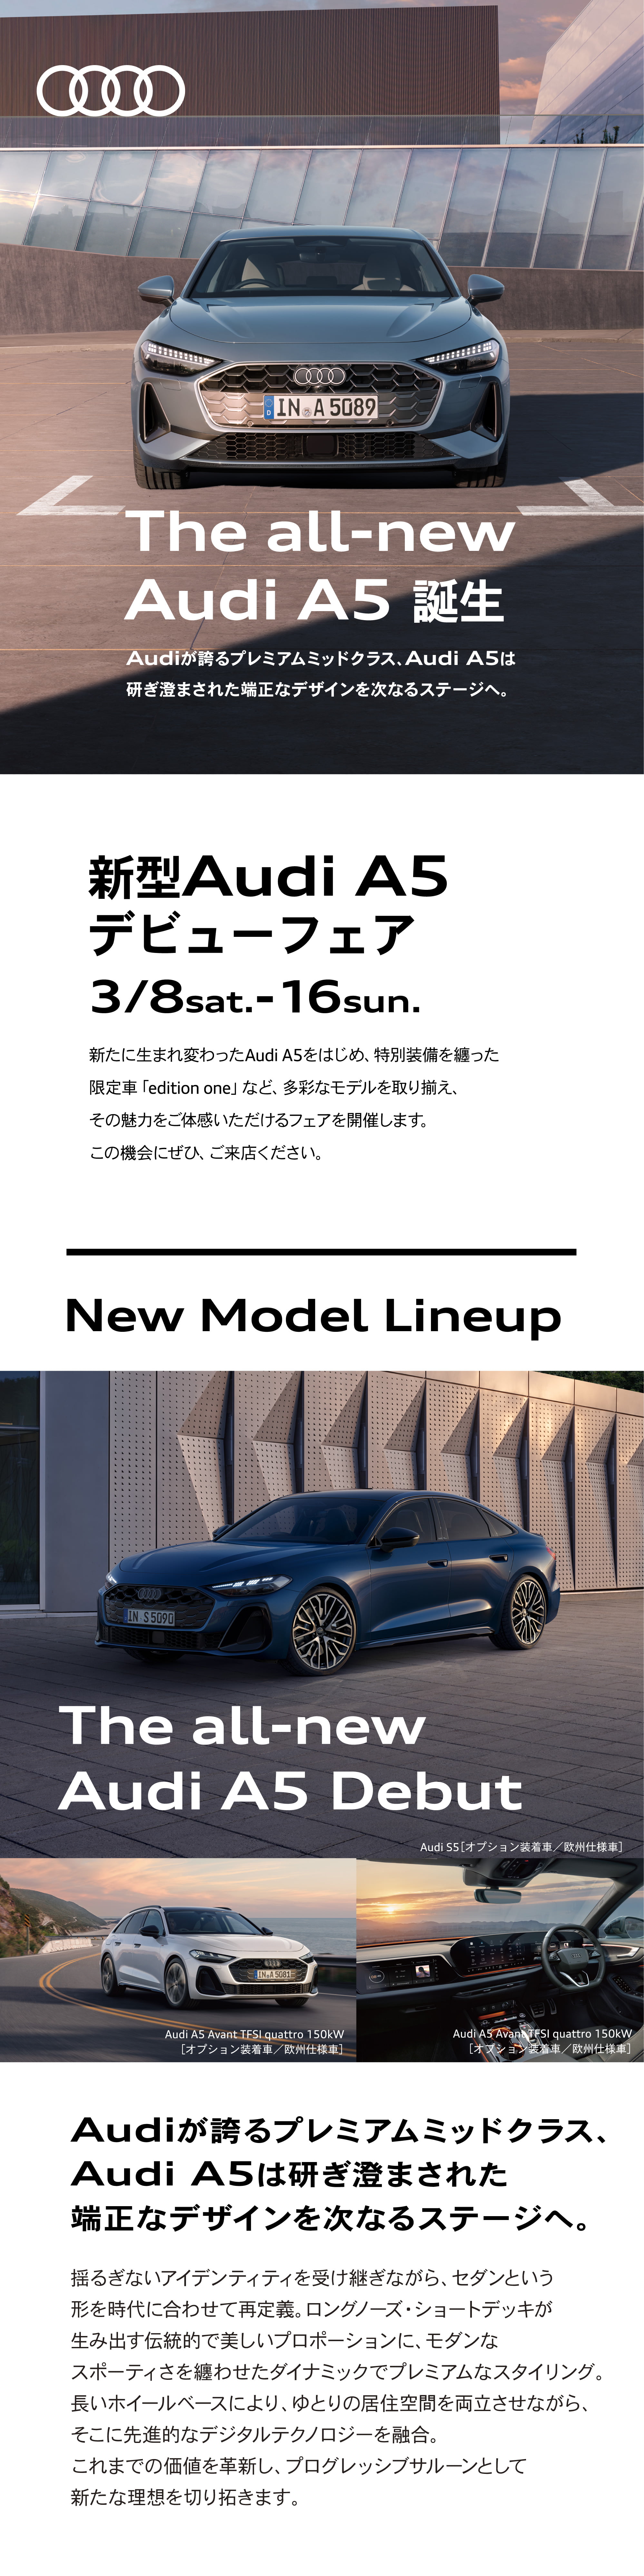 IN A 5089
The all-new
Audi A5 誕生
Audiが誇るプレミアムミッドクラス、Audi A5は
研ぎ澄まされた端正なデザインを次なるステージへ。
新型Audi A5
デビューフェア
3/8sat.-16sun.
新たに生まれ変わったAudi A5をはじめ、特別装備を纏った
限定車「edition one」など、多彩なモデルを取り揃え、
その魅力をご体感いただけるフェアを開催します。
この機会にぜひ、ご来店ください。
New Model Lineup
IN S 5090
The all-new
Audi A5 Debut
Audi S5[オプション装着車／欧州仕様車]
IN A 5081
Audi A5 Avant TFSI quattro 150kW
[オプション装着車／欧州仕様車]
Audi A5 Avant TFSI quattro 150kW
[オプション装着車／欧州仕様車]
Audiが誇るプレミアムミッドクラス、
Audi A5は研ぎ澄まされた
端正なデザインを次なるステージへ。
揺るぎないアイデンティティを受け継ぎながら、セダンという
形を時代に合わせて再定義。ロングノーズ・ショートデッキが
生み出す伝統的で美しいプロポーションに、モダンな
スポーティさを纏わせたダイナミックでプレミアムなスタイリング。
長いホイールベースにより、ゆとりの居住空間を両立させながら、
そこに先進的なデジタルテクノロジーを融合。
これまでの価値を革新し、プログレッシブサルーンとして
新たな理想を切り拓きます。